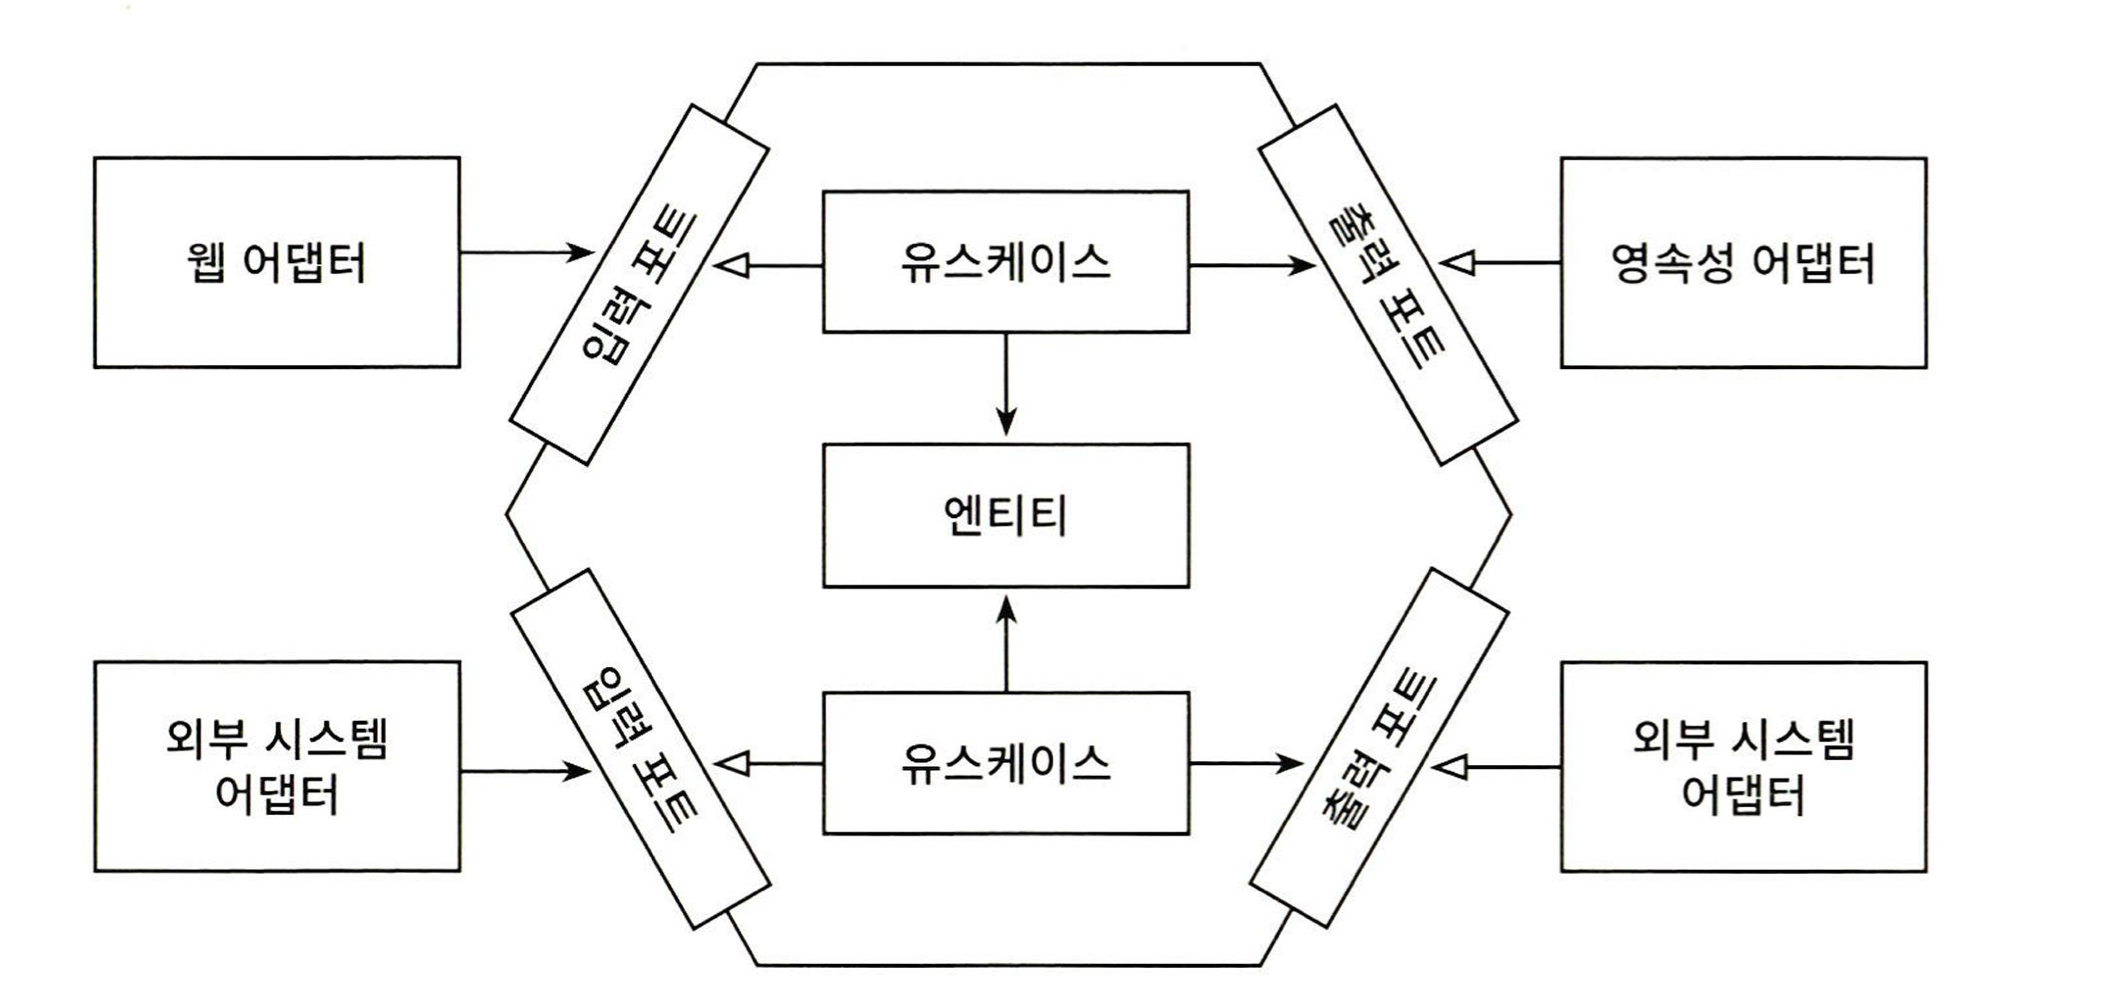 웹 어댑터
입력 포트
유스케이스
출력 포트
영속성 어댑터
엔티티
외부 시스템
어댑터
입력 포트
유스케이스
출력 포트
외부 시스템
어댑터